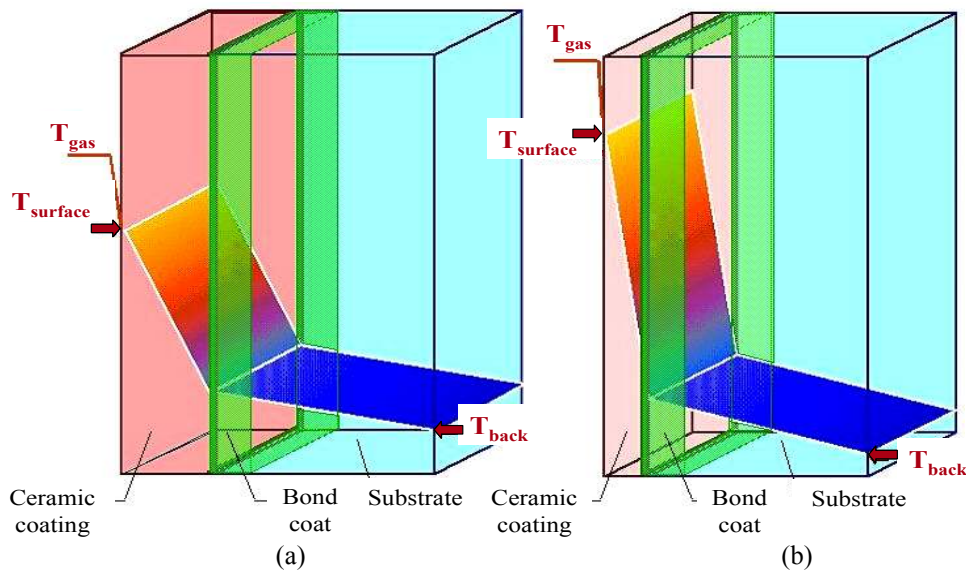 T_gas
T_surface
T_back
Ceramic
coating
Bond
coat
Substrate
(a)
T_gas
T_surface
T_back
Ceramic
coating
Bond
coat
Substrate
(b)